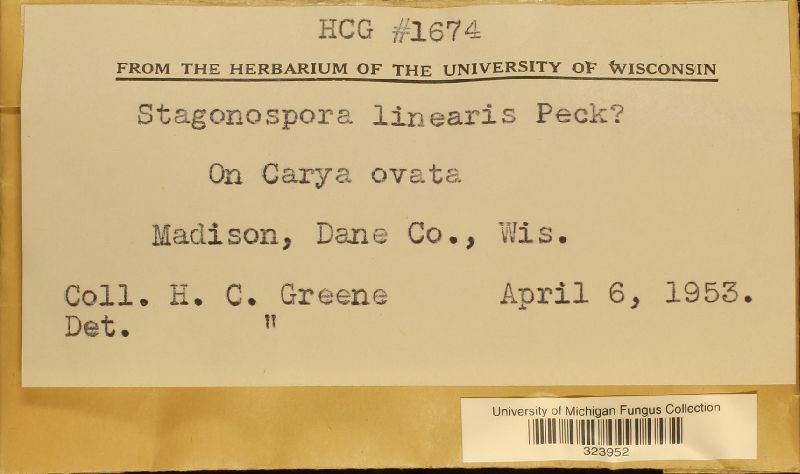 HCG #1674
FROM THE HERBARIUM OF THE UNIVERSITY OF WISCONSIN
Stagonospora linearis Peck?
On Carya ovata
Madison, Dane Co., Wis.
Coll. H. C. Greene April 6, 1953.
Det. "
University of Michigan Fungus Collection
323952